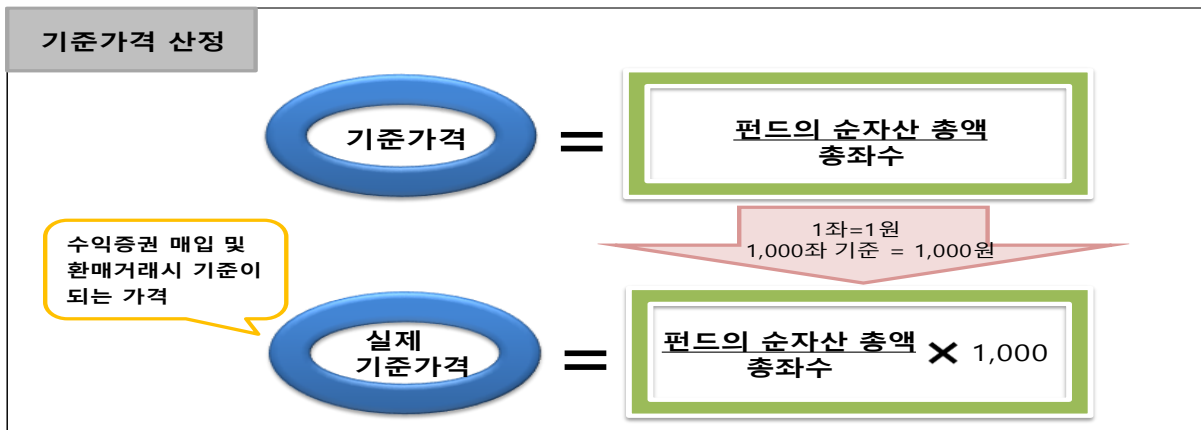 기준가격 산정
기준가격
=
펀드의 순자산 총액
총좌수
1좌=1원
1,000좌 기준 = 1,000원
수익증권 매입 및
환매거래시 기준이
되는 가격
실제
기준가격
=
펀드의 순자산 총액
총좌수
× 1,000